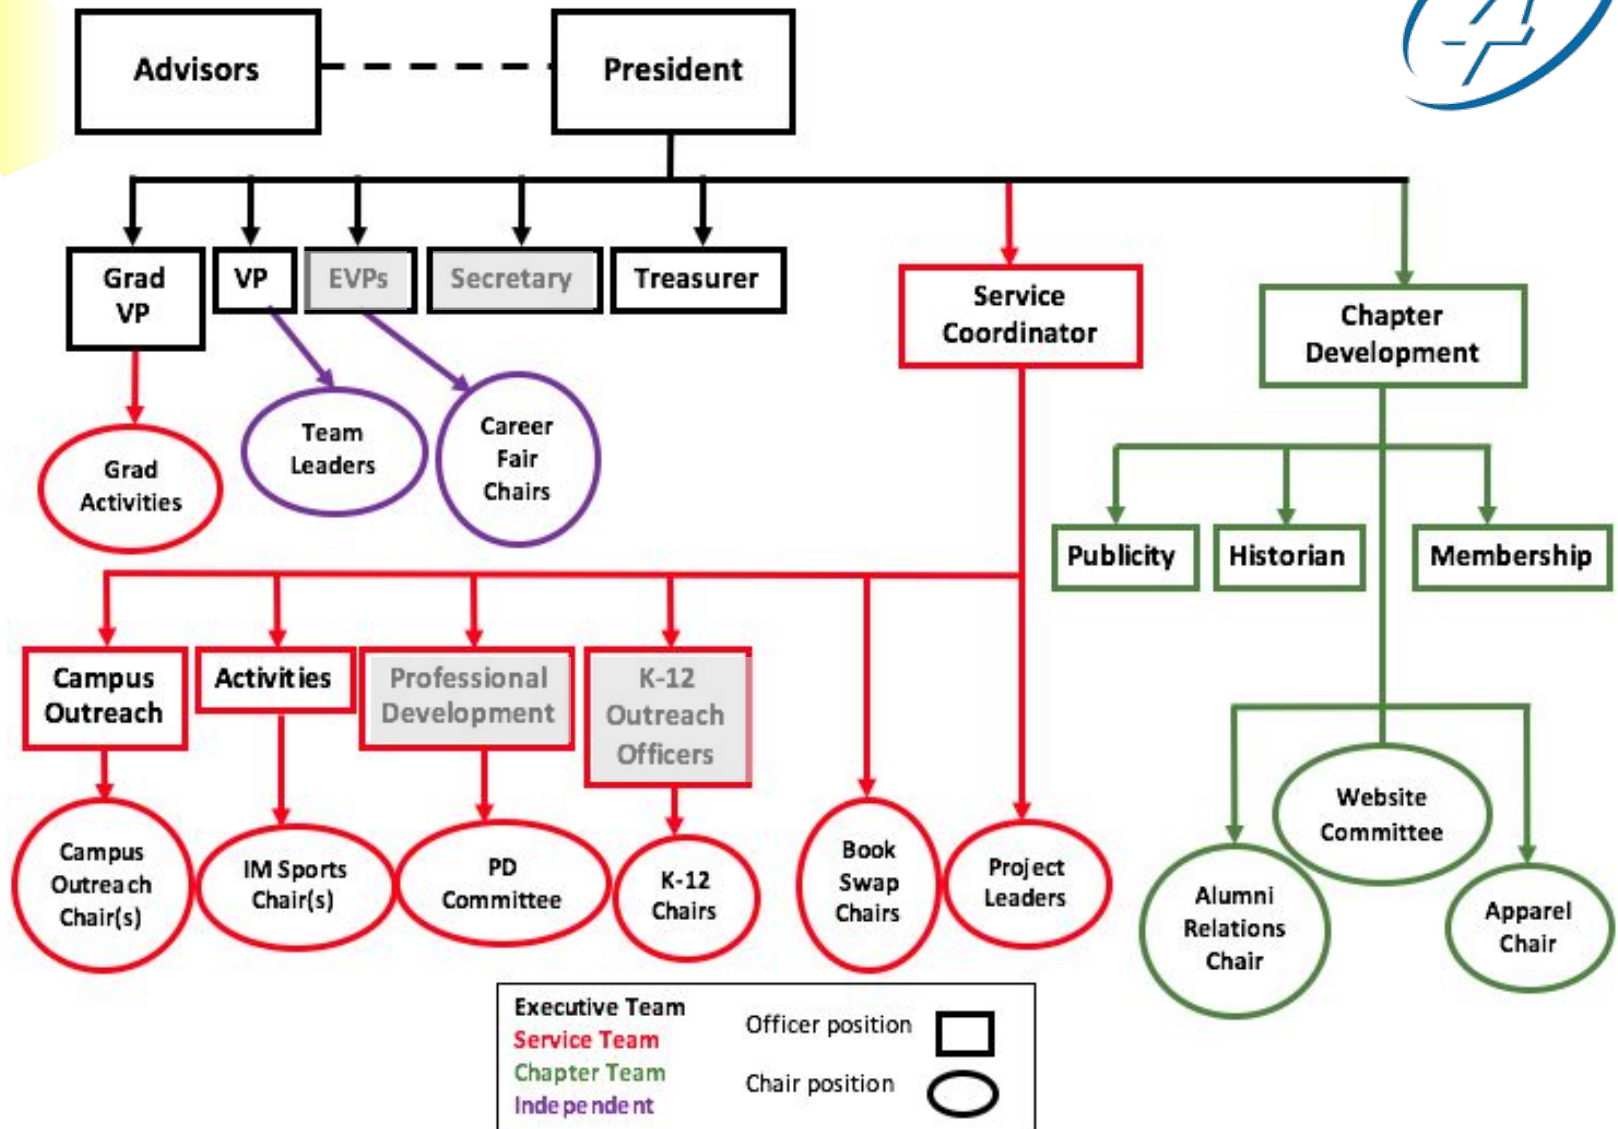 Advisors
President
Grad
VP
VP
EVPs
Secretary
Treasurer
Service
Coordinator
Chapter
Development
Grad
Activities
Team
Leaders
Career
Fair
Chairs
Publicity
Historian
Membership
Campus
Outreach
Activities
Professional
Development
K-12
Outreach
Officers
Campus
Outreach
Chair(s)
IM Sports
Chair(s)
PD
Committee
K-12
Chairs
Book
Swap
Chairs
Project
Leaders
Alumni
Relations
Chair
Website
Committee
Apparel
Chair
Executive Team
Service Team
Chapter Team
Independent
Officer position
Chair position